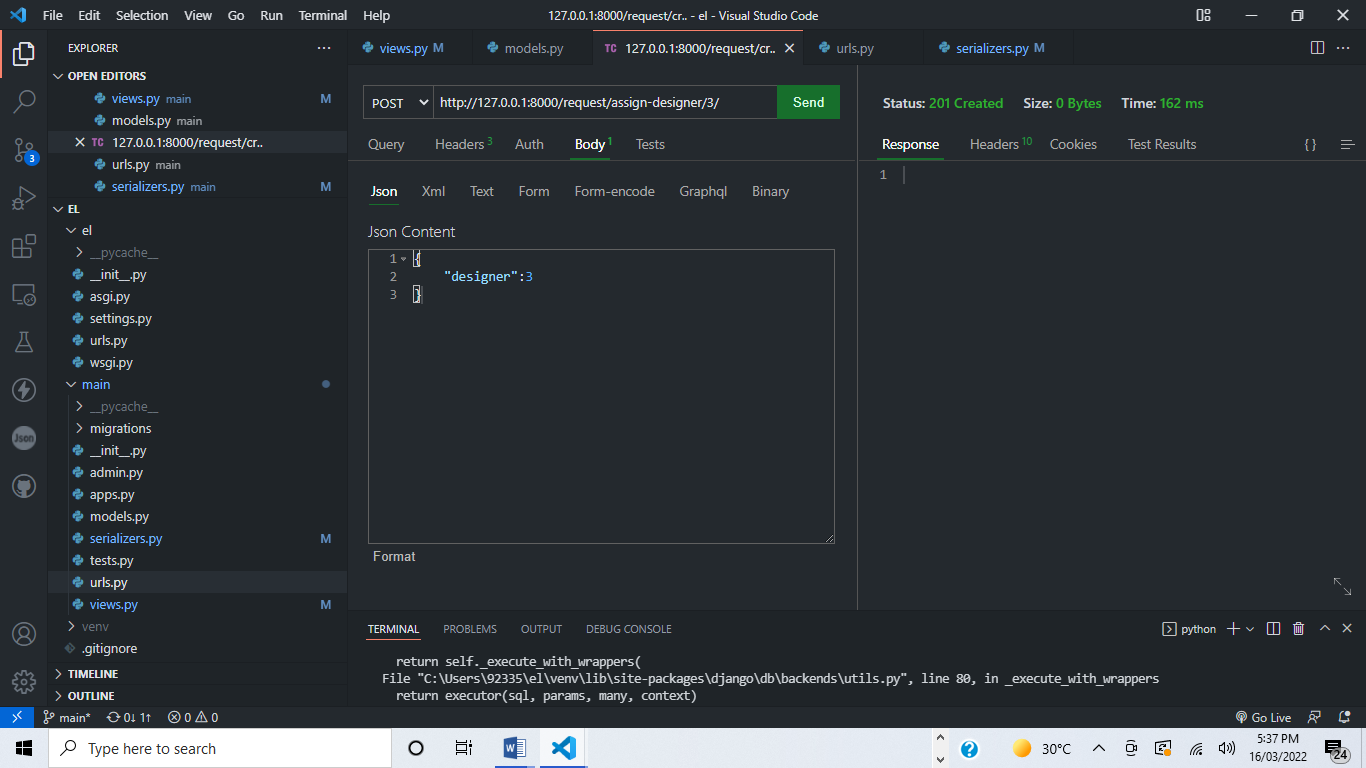 File Edit Selection View Go Run Terminal Help 127.0.0.1:8000/request/cr.. - el - Visual Studio Code
EXPLORER
OPEN EDITORS
views.py main M
models.py main
TC 127.0.0.1:8000/request/cr..
urls.py main
serializers.py main M
EL
el
__pycache__
__init__.py
asgi.py
settings.py
urls.py
wsgi.py
main
__pycache__
migrations
__init__.py
admin.py
apps.py
models.py
serializers.py M
tests.py
urls.py
views.py M
venv
.gitignore
TIMELINE
OUTLINE
3
Json
views.py M models.py TC 127.0.0.1:8000/request/cr.. urls.py serializers.py M
POST http://127.0.0.1:8000/request/assign-designer/3/ Send
Query Headers 3 Auth Body 1 Tests
Json Xml Text Form Form-encode Graphql Binary
Json Content
1 {
2 "designer":3
3 }
Format
Status: 201 Created Size: 0 Bytes Time: 162 ms
Response Headers 10 Cookies Test Results { }
1
TERMINAL PROBLEMS OUTPUT DEBUG CONSOLE python
return self._execute_with_wrappers(
File "C:\Users\92335\el\venv\lib\site-packages\django\db\backends\utils.py", line 80, in _execute_with_wrappers
return executor(sql, params, many, context)
main* 0↓ 1↑ 0 0 Go Live
Type here to search W ? 30°C 5:37 PM
16/03/2022 24